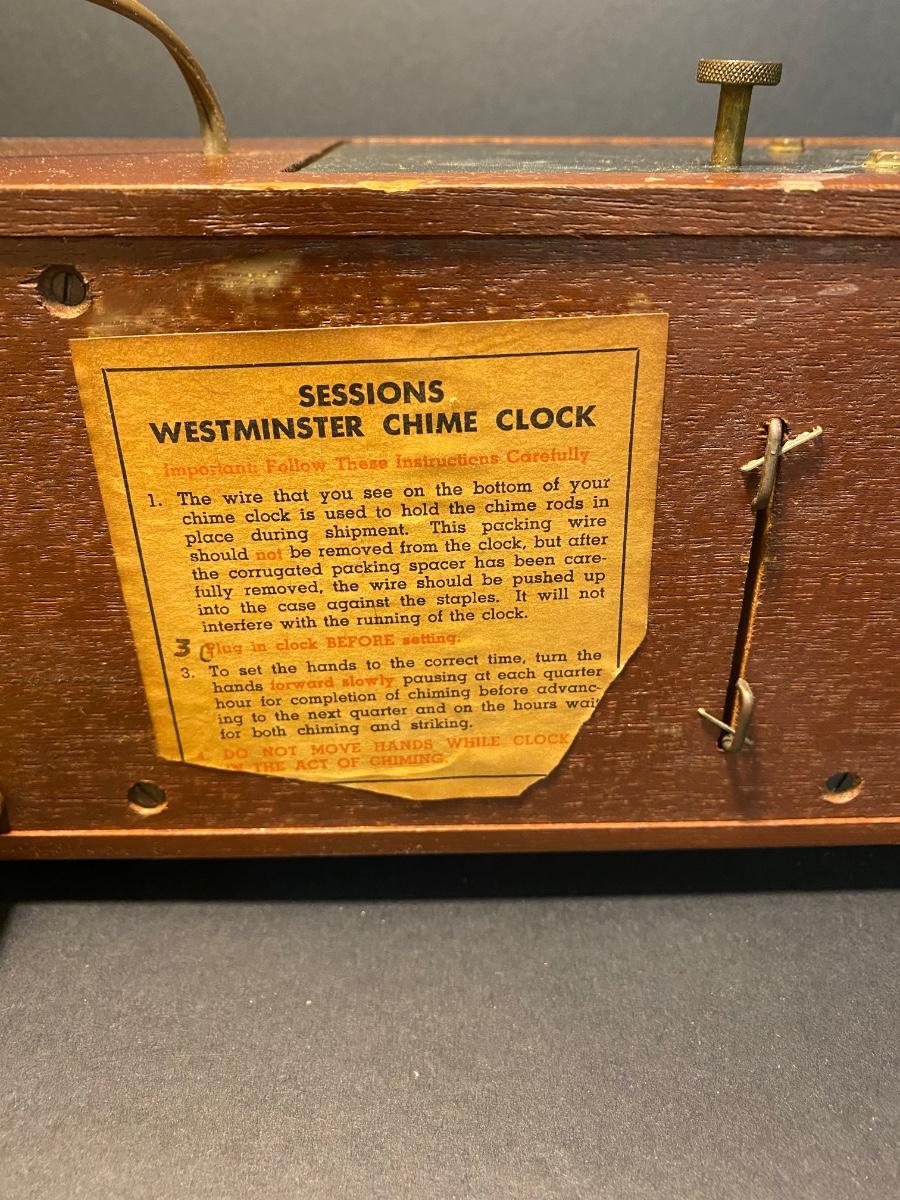 SESSIONS
WESTMINSTER CHIME CLOCK
Important: Follow These Instructions Carefully
1. The wire that you see on the bottom of your
chime clock is used to hold the chime rods in
place during shipment. This packing wire
should not be removed from the clock, but after
the corrugated packing spacer has been care-
fully removed, the wire should be pushed up
into the case against the staples. It will not
interfere with the running of the clock.
3 Plug in clock BEFORE setting.
3. To set the hands to the correct time, turn the
hands forward slowly pausing at each quarter
hour for completion of chiming before advanc-
ing to the next quarter and on the hours wai
for both chiming and striking.
DO NOT MOVE HANDS WHILE CLOCK
THE ACT OF CHIMING.